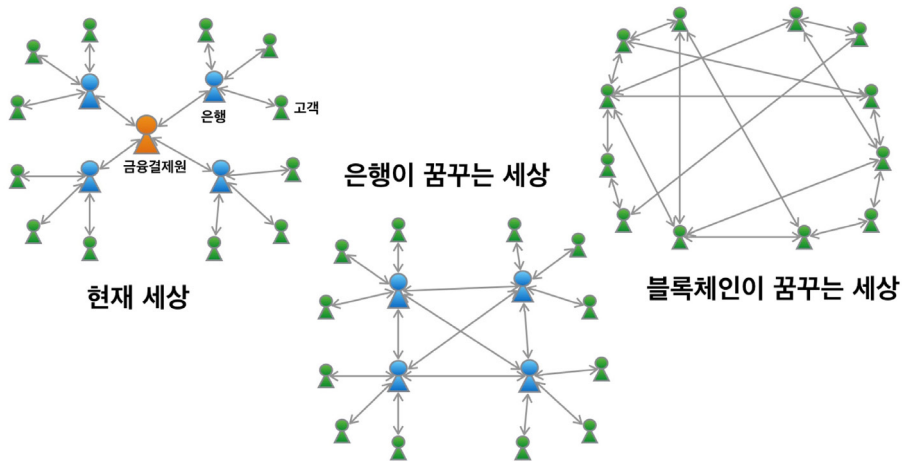 고객
은행
금융결제원
현재 세상
은행이 꿈꾸는 세상
블록체인이 꿈꾸는 세상